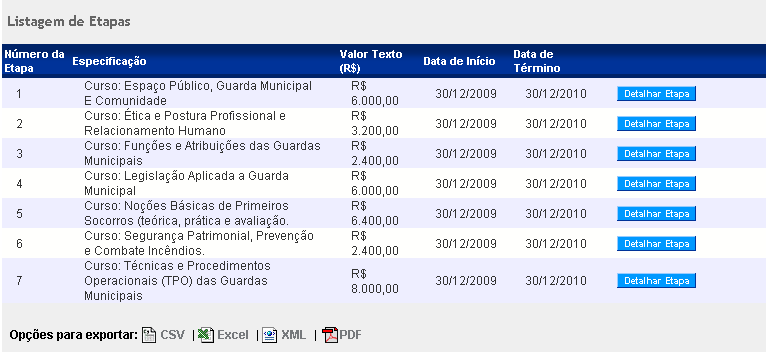 Listagem de Etapas
Número da Etapa Especificação Valor Texto (R$) Data de Início Data de Término
1 Curso: Espaço Público, Guarda Municipal E Comunidade R$ 6.000,00 30/12/2009 30/12/2010 Detalhar Etapa
2 Curso: Ética e Postura Profissional e Relacionamento Humano R$ 3.200,00 30/12/2009 30/12/2010 Detalhar Etapa
3 Curso: Funções e Atribuições das Guardas Municipais R$ 2.400,00 30/12/2009 30/12/2010 Detalhar Etapa
4 Curso: Legislação Aplicada a Guarda Municipal R$ 6.000,00 30/12/2009 30/12/2010 Detalhar Etapa
5 Curso: Noções Básicas de Primeiros Socorros (teórica, prática e avaliação. R$ 6.400,00 30/12/2009 30/12/2010 Detalhar Etapa
6 Curso: Segurança Patrimonial, Prevenção e Combate Incêndios. R$ 2.400,00 30/12/2009 30/12/2010 Detalhar Etapa
7 Curso: Técnicas e Procedimentos Operacionais (TPO) das Guardas Municipais R$ 8.000,00 30/12/2009 30/12/2010 Detalhar Etapa
Opções para exportar: CSV | Excel | XML | PDF